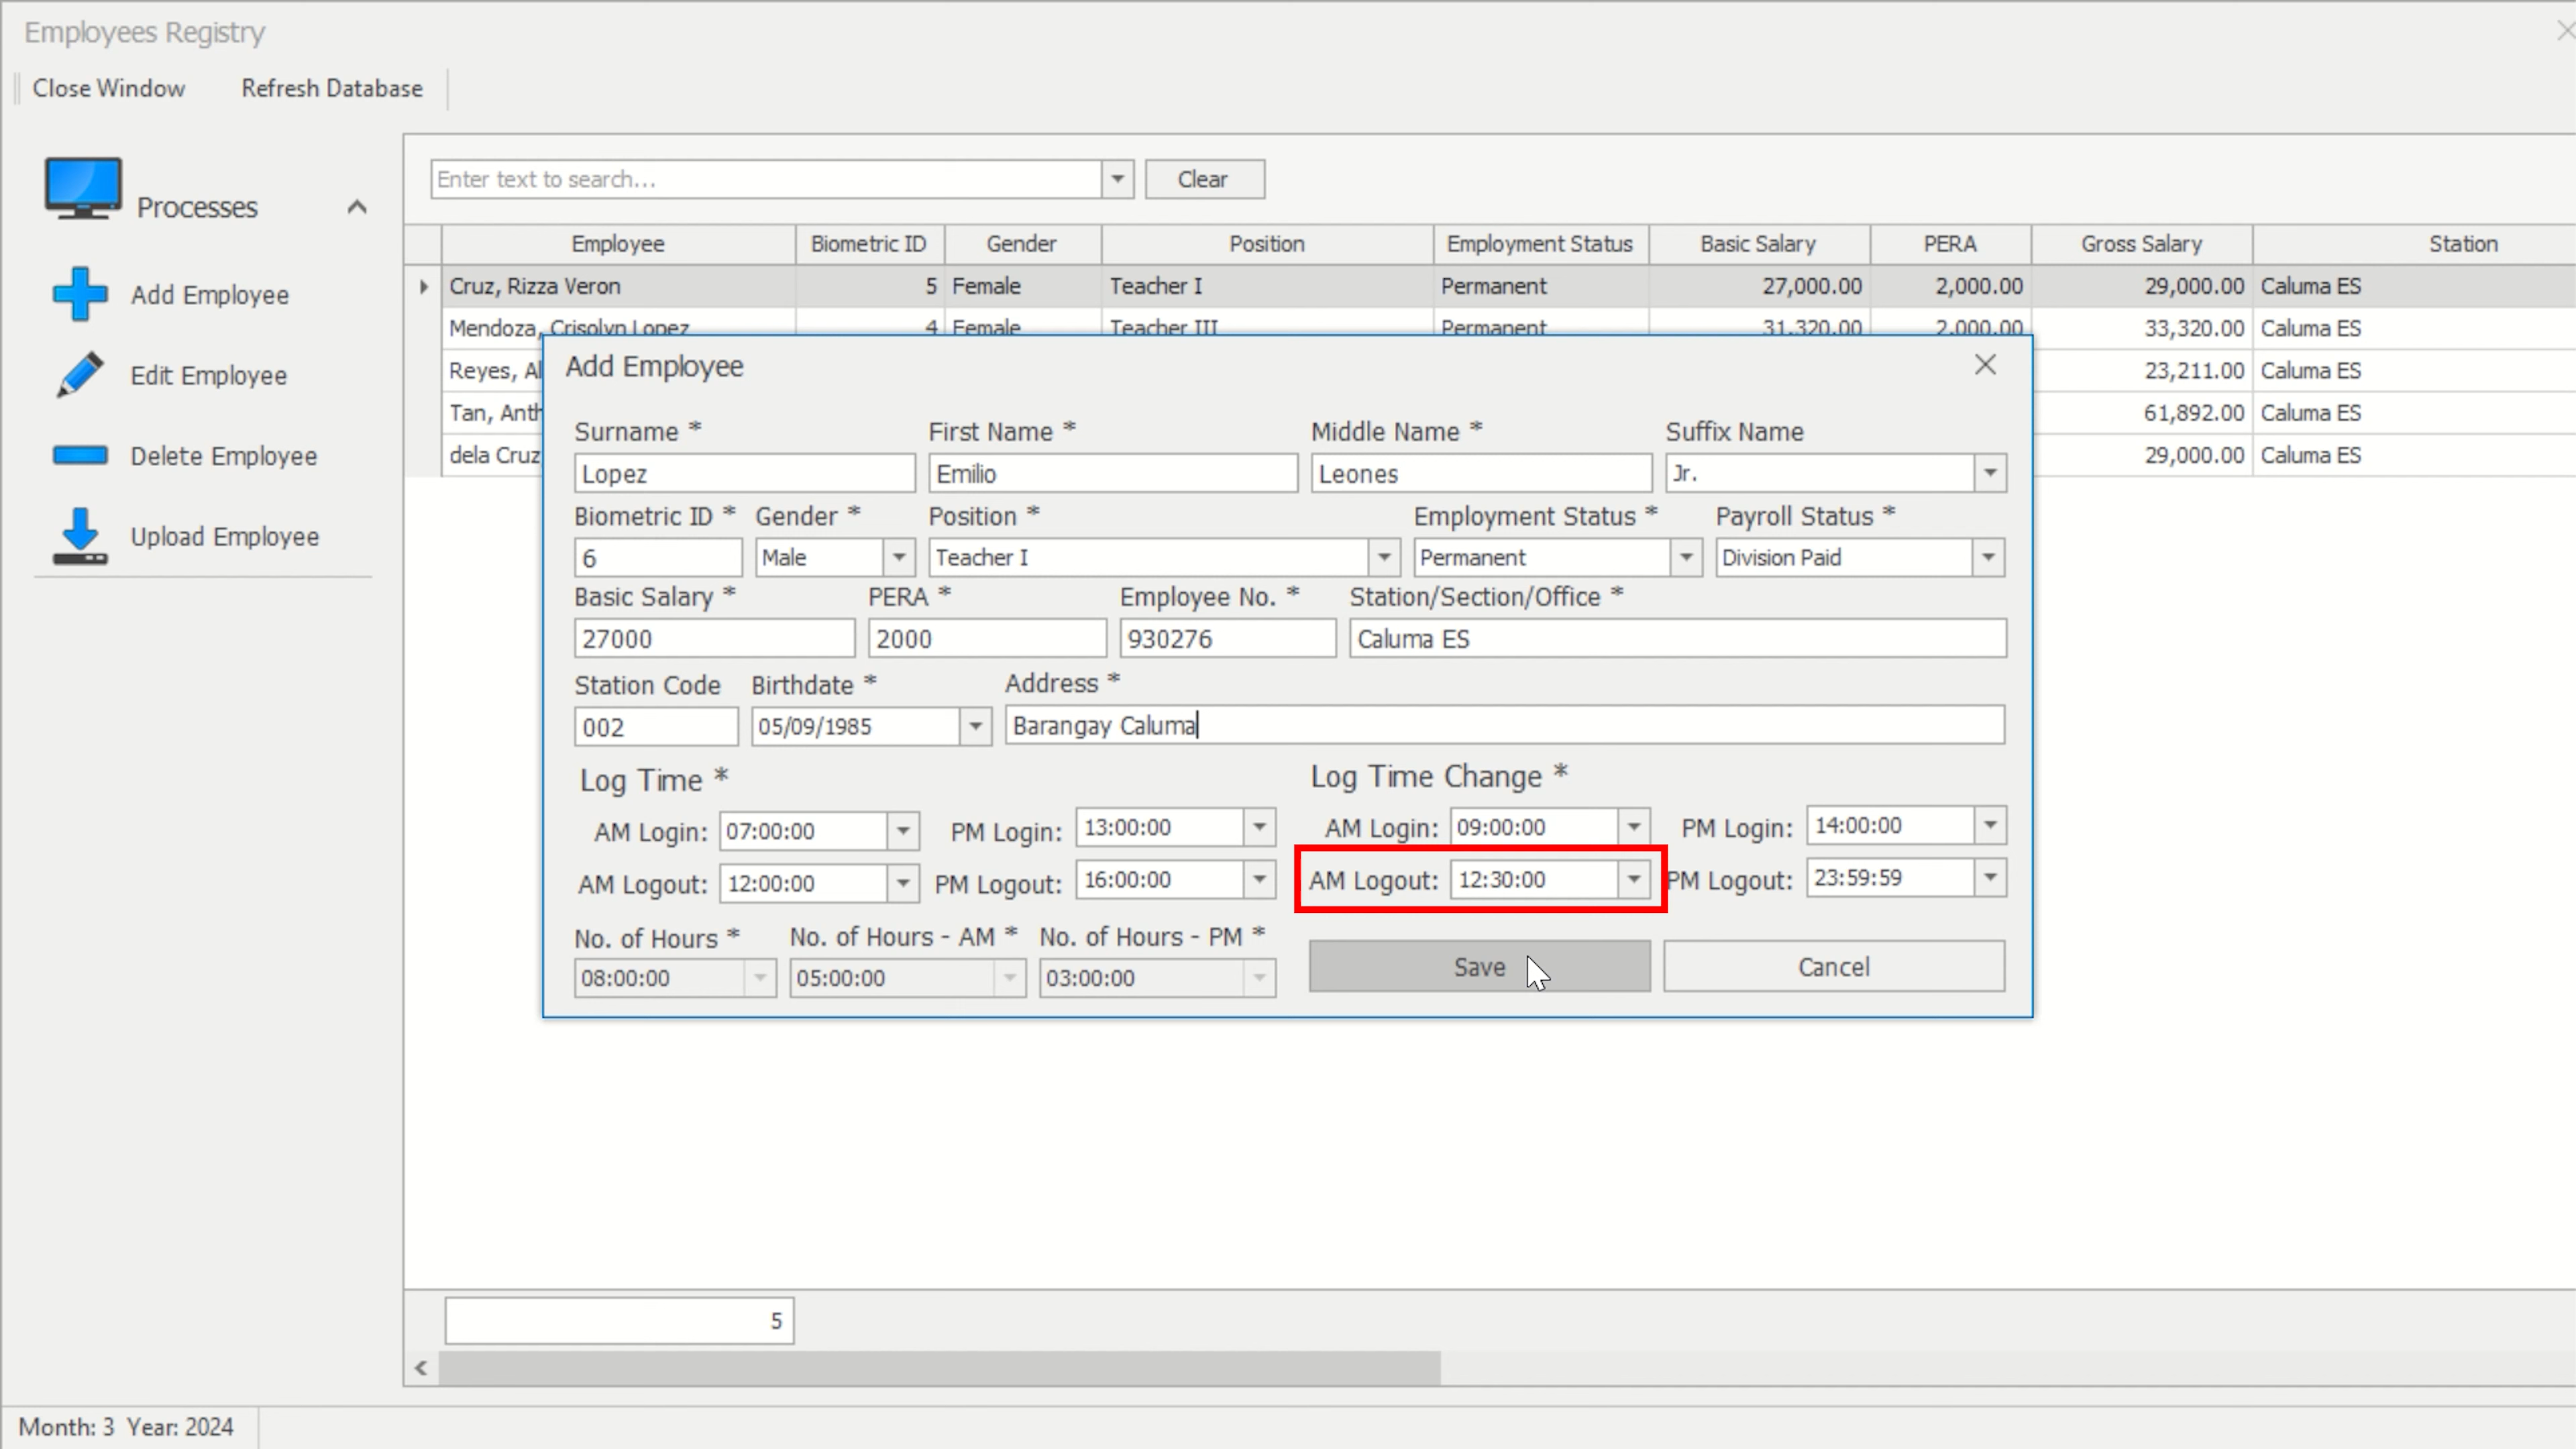 Employees Registry
Close Window Refresh Database
Processes
Add Employee
Edit Employee
Delete Employee
Upload Employee
Enter text to search... Clear
Employee Biometric ID Gender Position Employment Status Basic Salary PERA Gross Salary Station
Cruz, Rizza Veron 5 Female Teacher I Permanent 27,000.00 2,000.00 29,000.00 Caluma ES
Mendoza, Crisolyn Lopez 4 Female Teacher III Permanent 31,320.00 2,000.00 33,320.00 Caluma ES
Reyes, Al 23,211.00 Caluma ES
Tan, Anth 61,892.00 Caluma ES
dela Cruz 29,000.00 Caluma ES
Add Employee
Surname * First Name * Middle Name * Suffix Name
Lopez Emilio Leones Jr.
Biometric ID * Gender * Position * Employment Status * Payroll Status *
6 Male Teacher I Permanent Division Paid
Basic Salary * PERA * Employee No. * Station/Section/Office *
27000 2000 930276 Caluma ES
Station Code Birthdate * Address *
002 05/09/1985 Barangay Caluma
Log Time * Log Time Change *
AM Login: 07:00:00 PM Login: 13:00:00 AM Login: 09:00:00 PM Login: 14:00:00
AM Logout: 12:00:00 PM Logout: 16:00:00 AM Logout: 12:30:00 PM Logout: 23:59:59
No. of Hours * No. of Hours - AM * No. of Hours - PM *
08:00:00 05:00:00 03:00:00 Save Cancel
5
Month: 3 Year: 2024